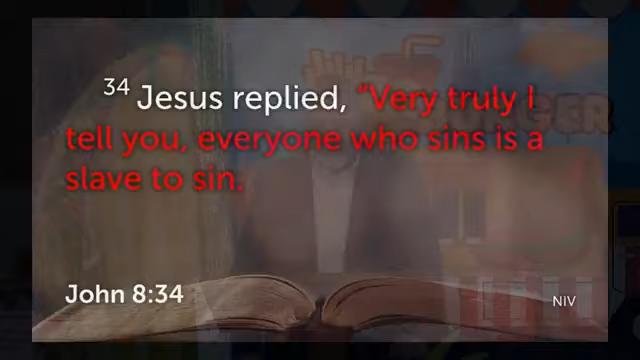 34 Jesus replied, "Very truly I
tell you, everyone who sins is a
slave to sin.
John 8:34
NIV